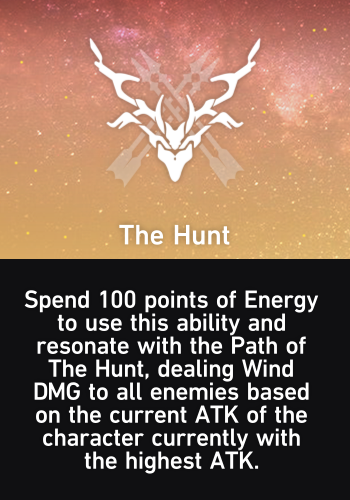 The Hunt
Spend 100 points of Energy
to use this ability and
resonate with the Path of
The Hunt, dealing Wind
DMG to all enemies based
on the current ATK of the
character currently with
the highest ATK.